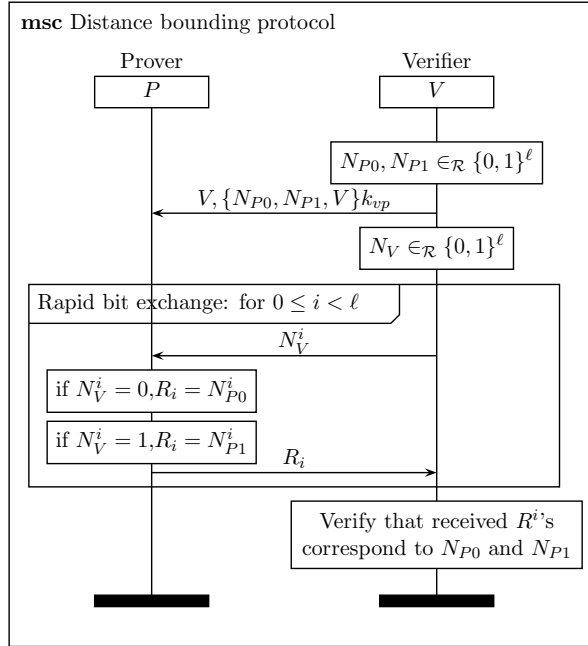 msc Distance bounding protocol
Prover Verifier
P V
N_{P0}, N_{P1} ∈_R {0, 1}^ℓ
V, {N_{P0}, N_{P1}, V}k_{vp}
N_V ∈_R {0, 1}^ℓ
Rapid bit exchange: for 0 ≤ i < ℓ
N_V^i
if N_V^i = 0,R_i = N_{P0}^i
if N_V^i = 1,R_i = N_{P1}^i
R_i
Verify that received R^i's
correspond to N_{P0} and N_{P1}